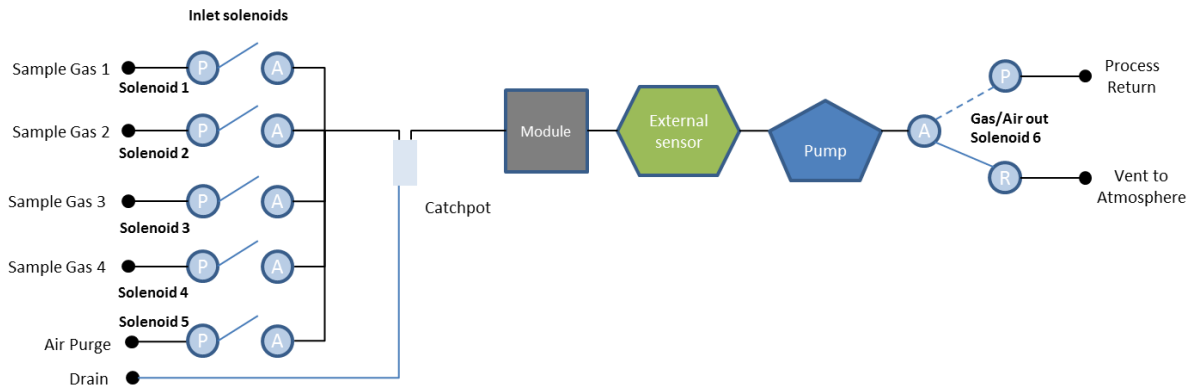 Inlet solenoids
Sample Gas 1
P
A
Solenoid 1
Sample Gas 2
P
A
Solenoid 2
Sample Gas 3
P
A
Solenoid 3
Sample Gas 4
P
A
Solenoid 4
Solenoid 5
Air Purge
P
A
Drain
Catchpot
Module
External
sensor
Pump
A
P
Process
Return
Gas/Air out
Solenoid 6
R
Vent to
Atmosphere